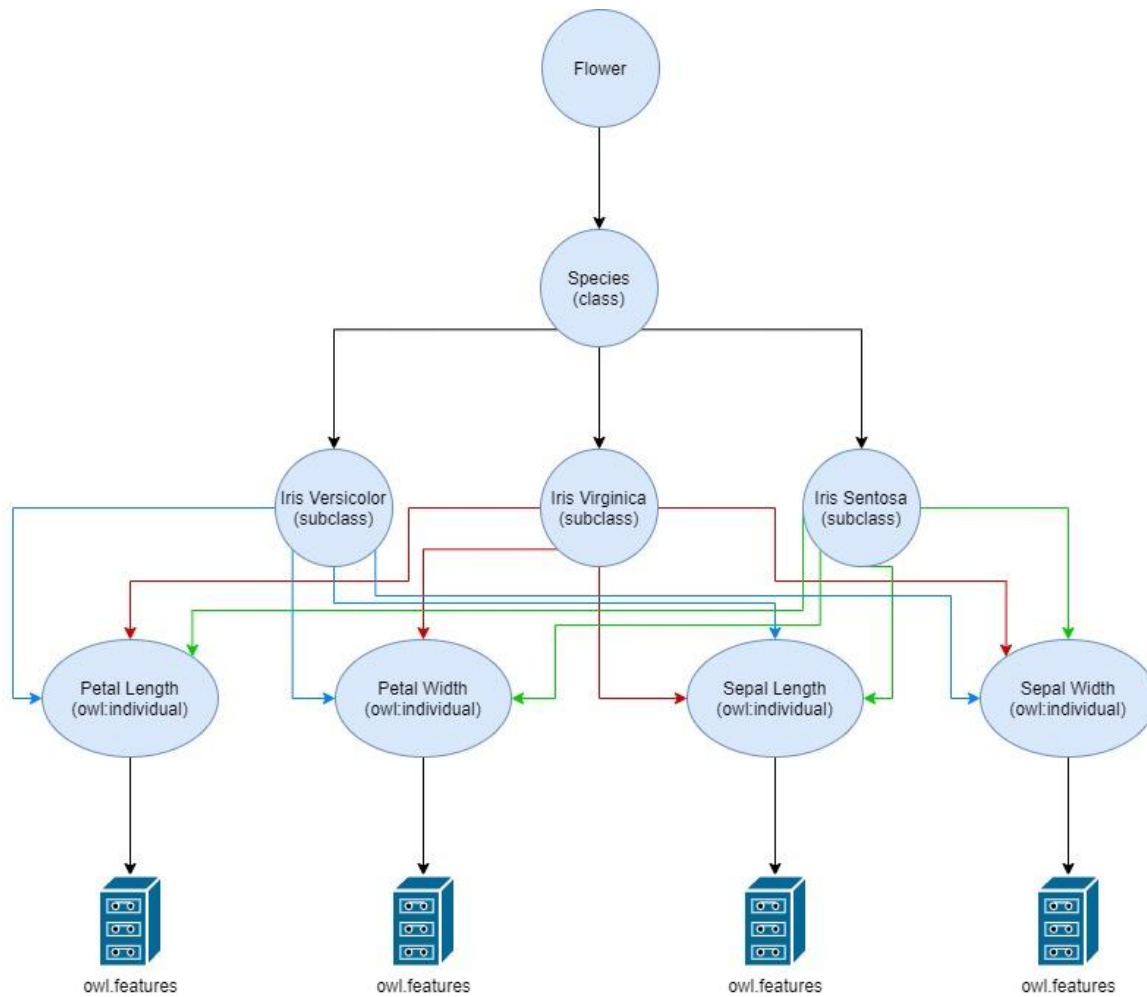 Flower
Species
(class)
Iris Versicolor
(subclass)
Iris Virginica
(subclass)
Iris Sentosa
(subclass)
Petal Length
(owl:individual)
Petal Width
(owl:individual)
Sepal Length
(owl:individual)
Sepal Width
(owl:individual)
owl.features
owl.features
owl.features
owl.features